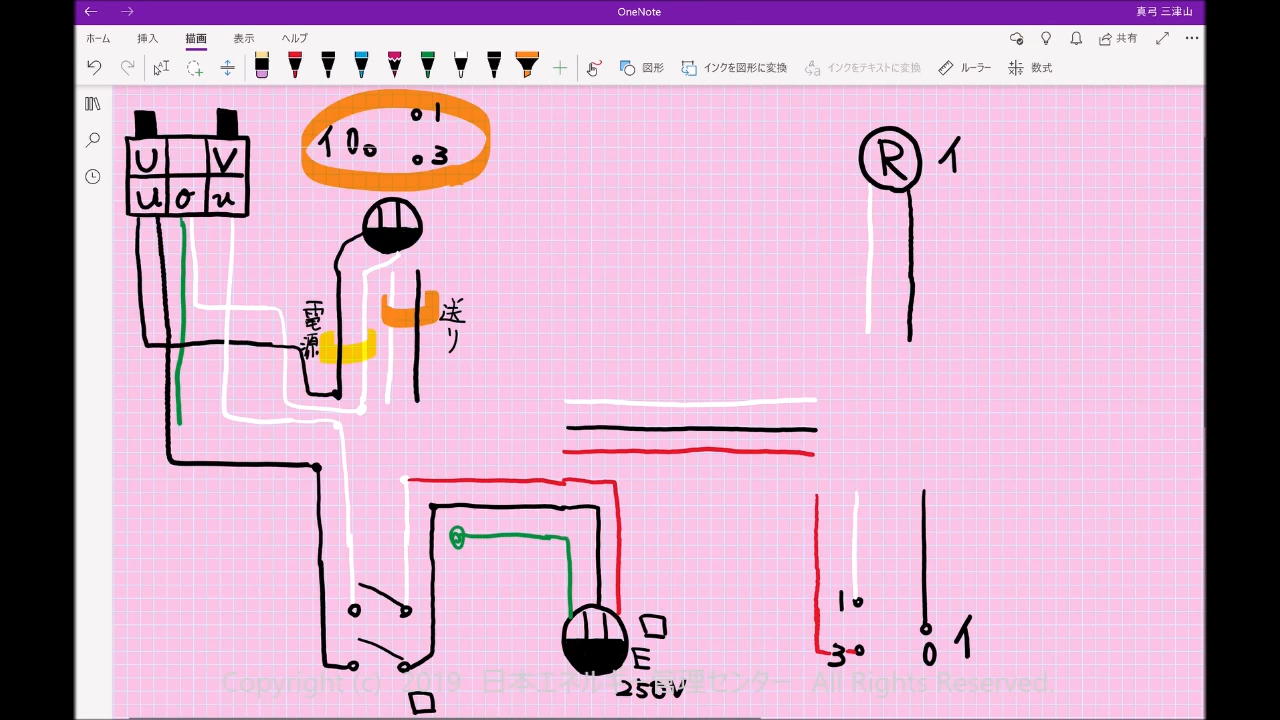 OneNote
真弓 三津山
ホーム 挿入 描画 表示 ヘルプ
共有
図形 インクを図形に変換 インクをテキストに変換 ルーラー 数式
U V
u o u
イ 0 1
3
R イ
電源
送り
1
3 0 イ
ロ
E
250V
ロ
Copyright (c) 2019 日本エネルギー管理センター All Rights Reserved